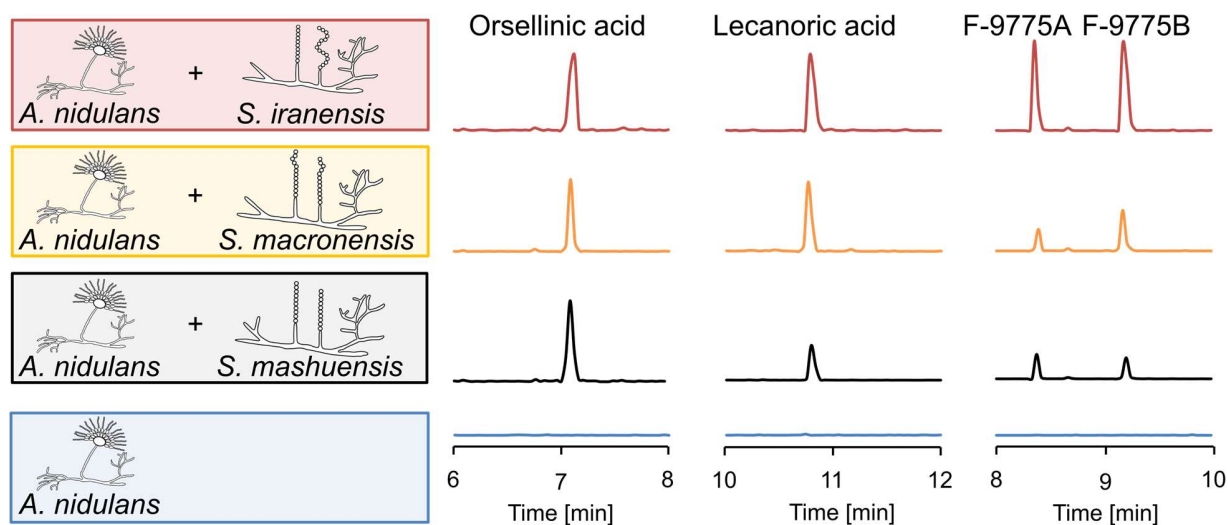 Orsellinic acid
Lecanoric acid
F-9775A F-9775B
+
A. nidulans
S. iranensis
+
A. nidulans
S. macronensis
+
A. nidulans
S. mashuensis
A. nidulans
6 7 8
10 11 12
8 9 10
Time [min]
Time [min]
Time [min]